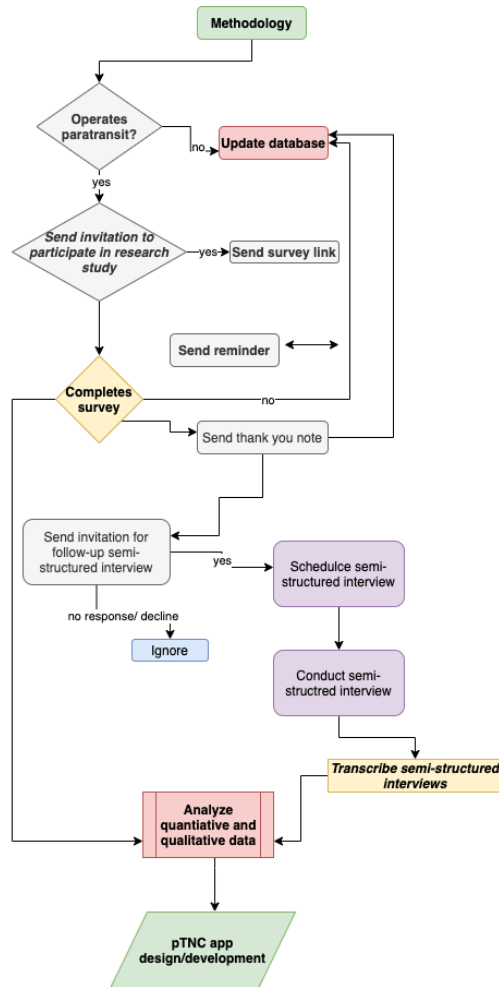 Methodology
Operates
paratransit?
no
Update database
yes
Send invitation to
participate in research
study
yes
Send survey link
Send reminder
Completes
survey
no
Send thank you note
Send invitation for
follow-up semi-
structured interview
yes
Schedulce semi-
structured interview
no response/ decline
Ignore
Conduct semi-
structred interview
Transcribe semi-structured
interviews
Analyze
quantiative and
qualitative data
pTNC app
design/development